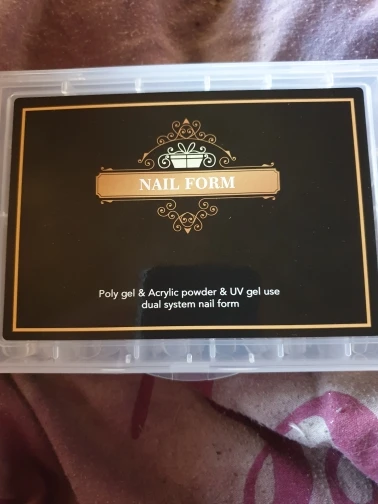 NAIL FORM
Poly gel & Acrylic powder & UV gel use
dual system nail form